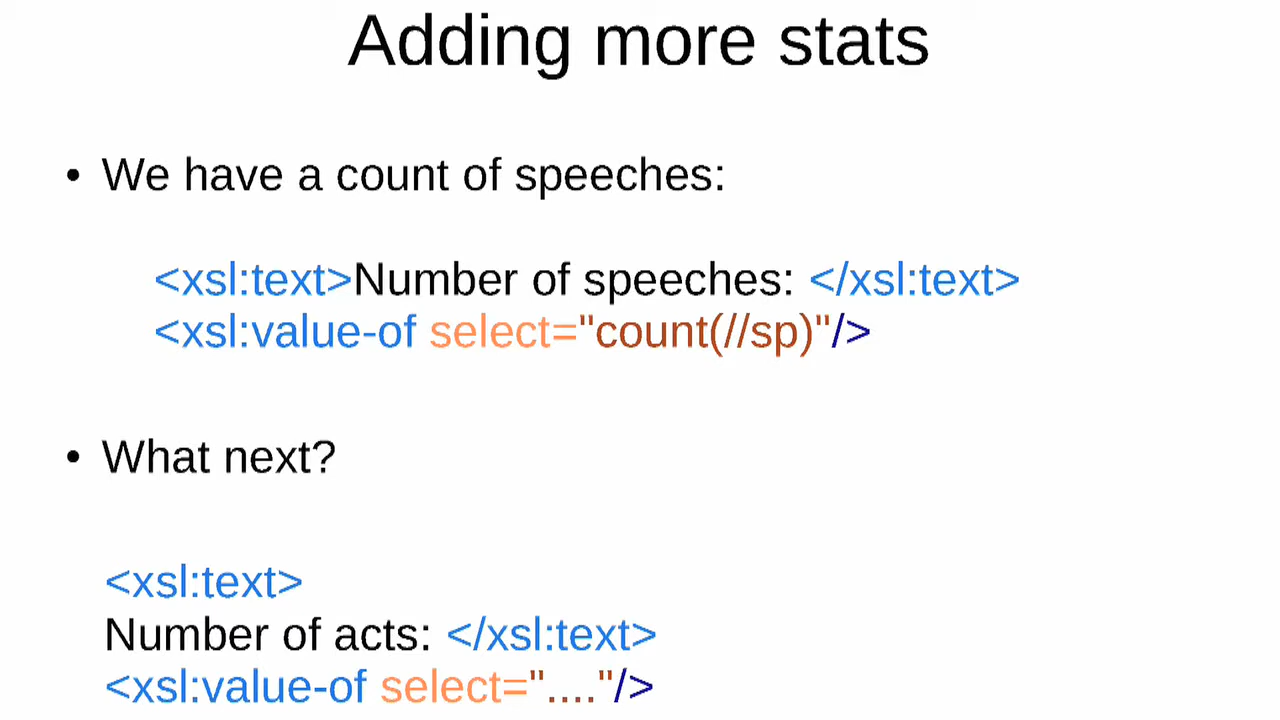 Adding more stats
• We have a count of speeches:
<xsl:text>Number of speeches: </xsl:text>
<xsl:value-of select="count(//sp)"/>
• What next?
<xsl:text>
Number of acts: </xsl:text>
<xsl:value-of select="...."/>